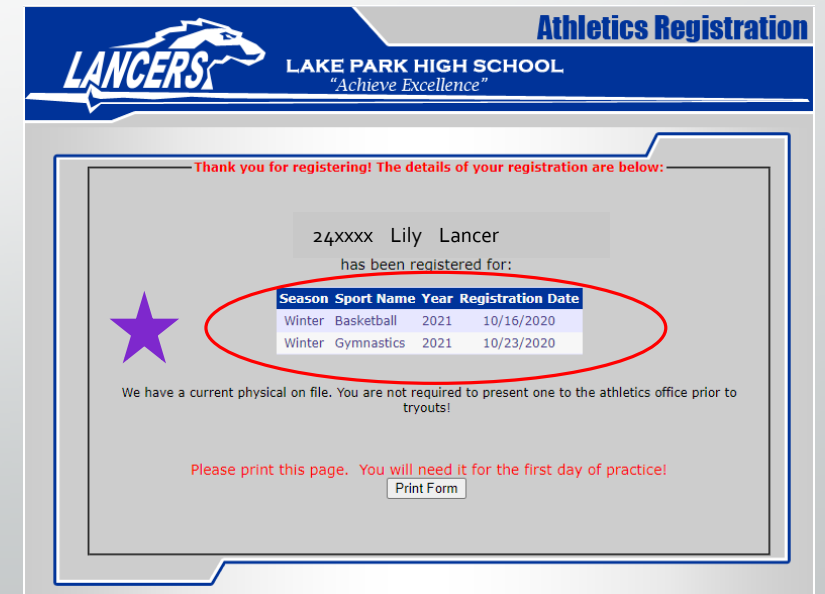 Athletics Registration
LANCERS
LAKE PARK HIGH SCHOOL
"Achieve Excellence"
Thank you for registering! The details of your registration are below:
24xxxx Lily Lancer
has been registered for:
Season Sport Name Year Registration Date
Winter Basketball 2021 10/16/2020
Winter Gymnastics 2021 10/23/2020
We have a current physical on file. You are not required to present one to the athletics office prior to
tryouts!
Please print this page. You will need it for the first day of practice!
Print Form